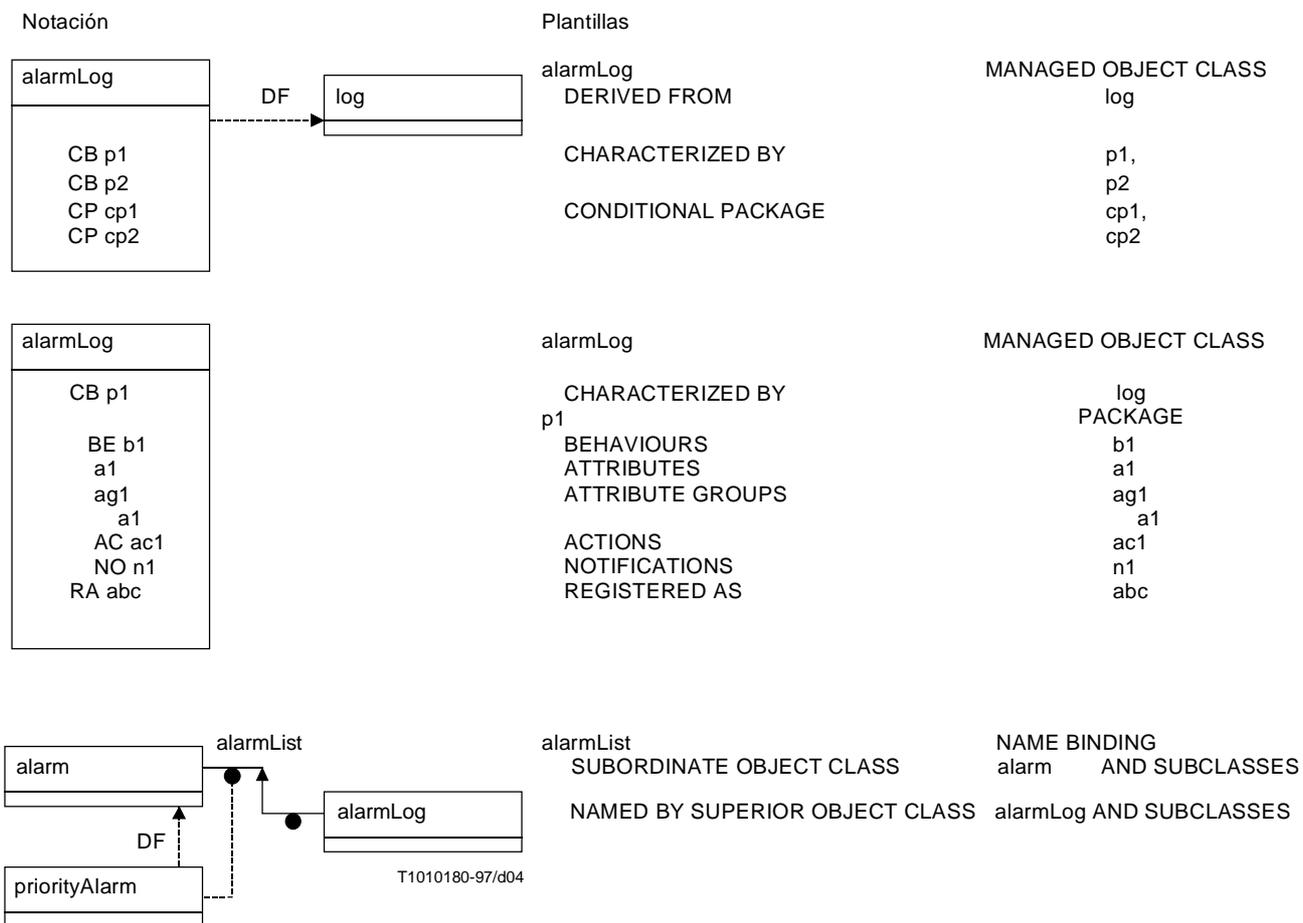 Notación Plantillas
alarmLog alarmLog MANAGED OBJECT CLASS
DF log DERIVED FROM log
CB p1 CHARACTERIZED BY p1,
CB p2 p2
CP cp1 CONDITIONAL PACKAGE cp1,
CP cp2 cp2
alarmLog alarmLog MANAGED OBJECT CLASS
CB p1 CHARACTERIZED BY log
p1 PACKAGE
BE b1 BEHAVIOURS b1
a1 ATTRIBUTES a1
ag1 ATTRIBUTE GROUPS ag1
a1 a1
AC ac1 ACTIONS ac1
NO n1 NOTIFICATIONS n1
RA abc REGISTERED AS abc
alarmList alarmList NAME BINDING
alarm SUBORDINATE OBJECT CLASS alarm AND SUBCLASSES
alarmLog NAMED BY SUPERIOR OBJECT CLASS alarmLog AND SUBCLASSES
DF
T1010180-97/d04
priorityAlarm